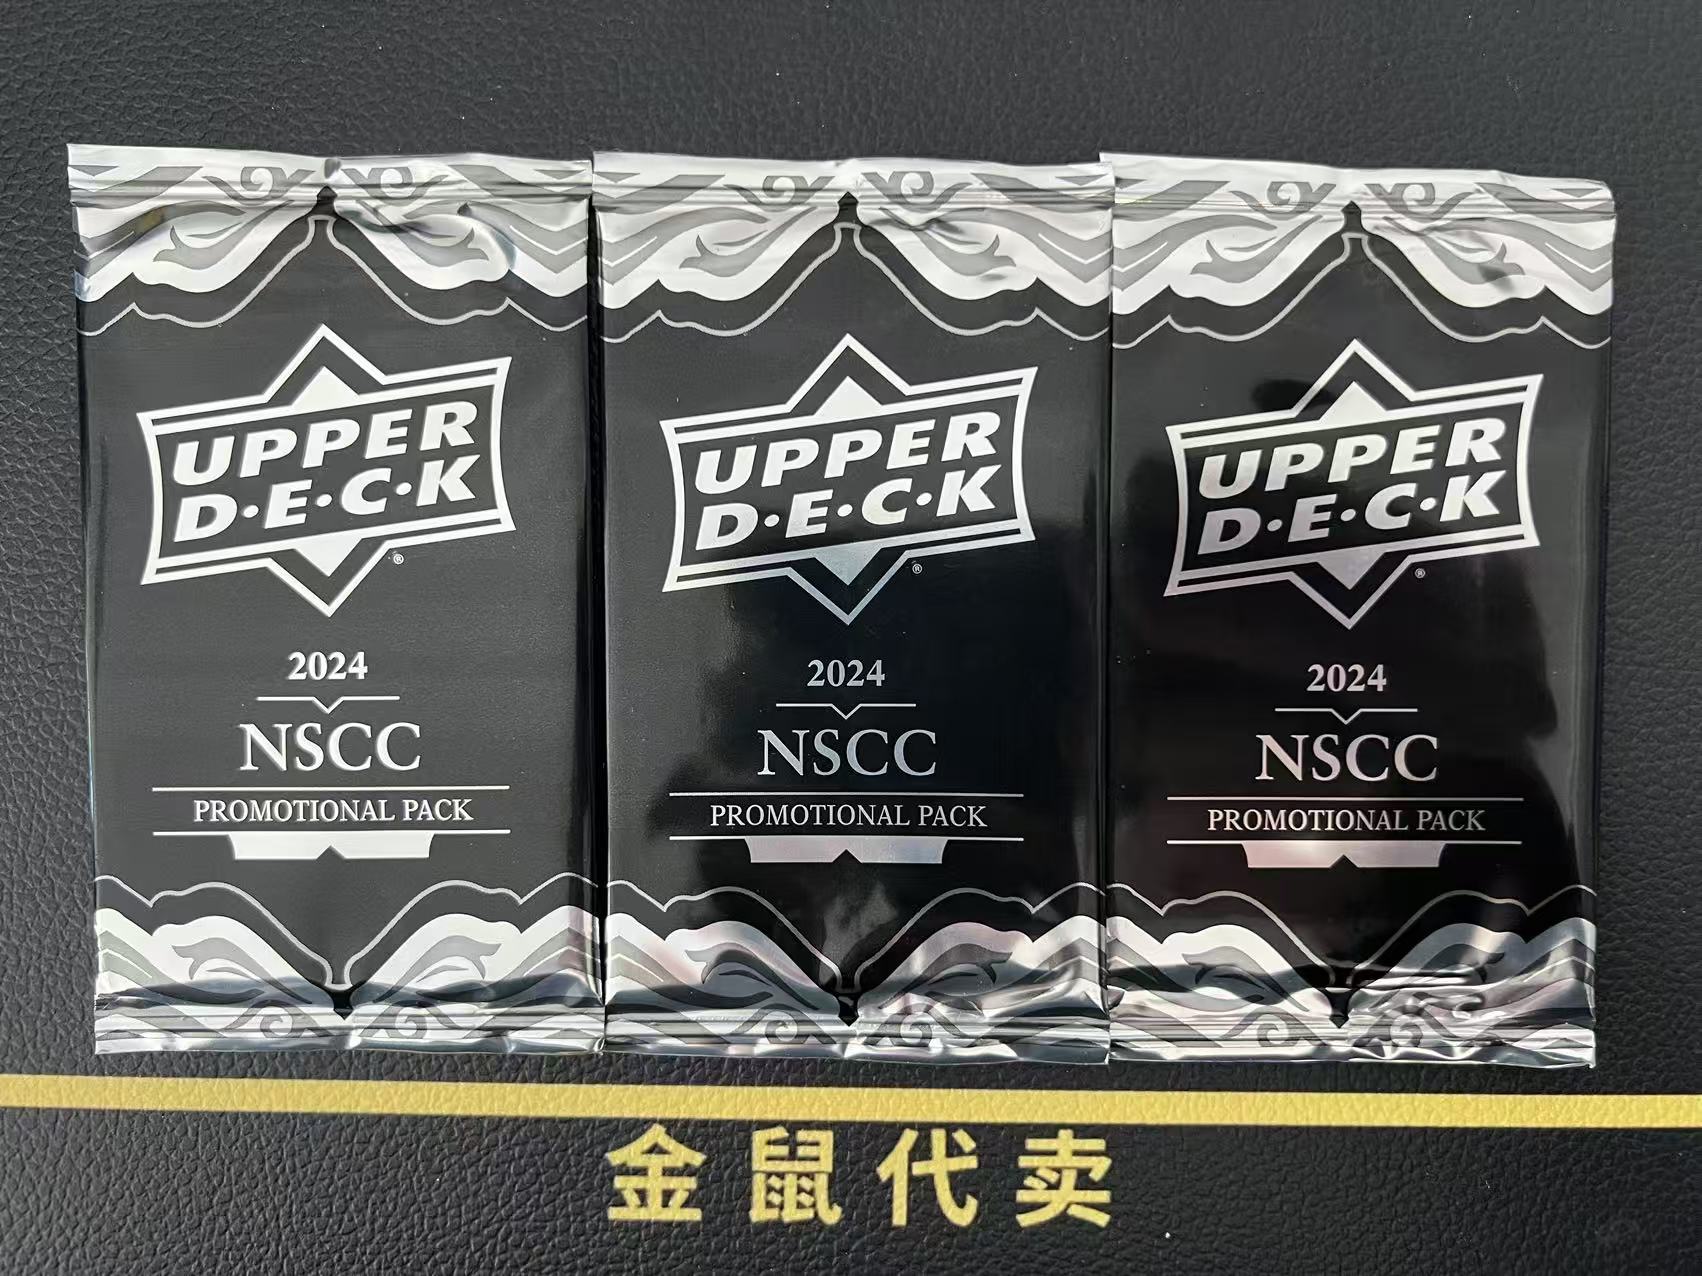 UPPER
D·E·C·K
®
2024
NSCC
PROMOTIONAL PACK
UPPER
D·E·C·K
®
2024
NSCC
PROMOTIONAL PACK
UPPER
D·E·C·K
®
2024
NSCC
PROMOTIONAL PACK
金鼠代卖